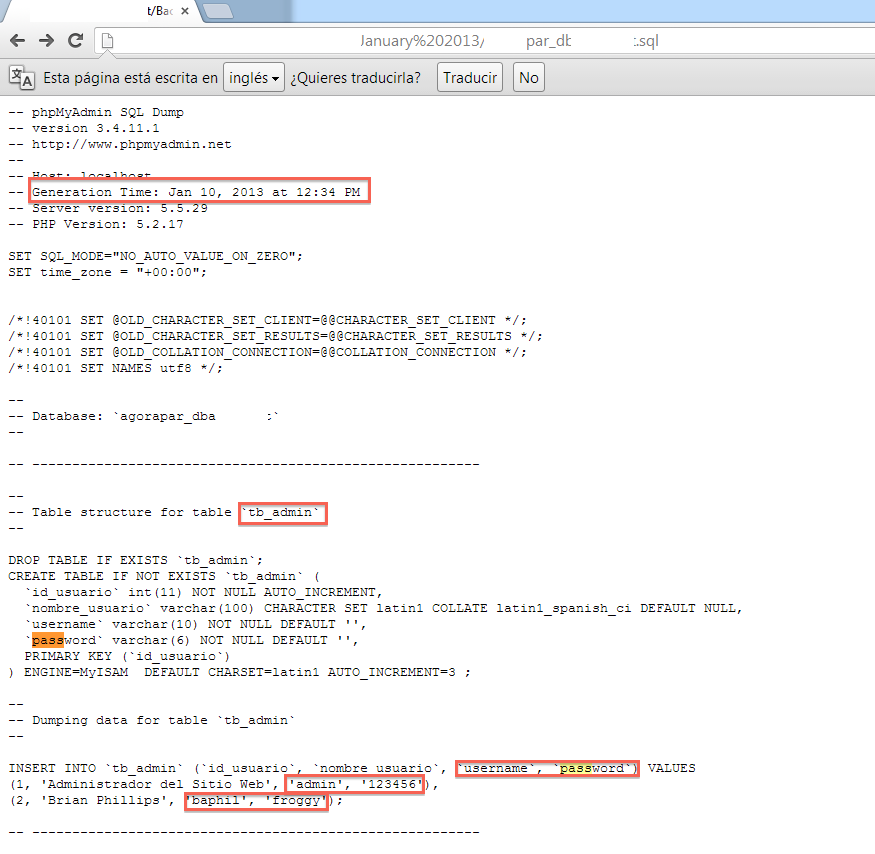 t/Bac
January%202013/ par_db t.sql
Esta página está escrita en inglés ¿Quieres traducirla? Traducir No
-- phpMyAdmin SQL Dump
-- version 3.4.11.1
-- http://www.phpmyadmin.net
--
-- Host: localhost
-- Generation Time: Jan 10, 2013 at 12:34 PM
-- Server version: 5.5.29
-- PHP Version: 5.2.17
SET SQL_MODE="NO_AUTO_VALUE_ON_ZERO";
SET time_zone = "+00:00";
/*!40101 SET @OLD_CHARACTER_SET_CLIENT=@@CHARACTER_SET_CLIENT */;
/*!40101 SET @OLD_CHARACTER_SET_RESULTS=@@CHARACTER_SET_RESULTS */;
/*!40101 SET @OLD_COLLATION_CONNECTION=@@COLLATION_CONNECTION */;
/*!40101 SET NAMES utf8 */;
--
-- Database: `agorapar_dba ;`
--
-- --------------------------------------------------------
--
-- Table structure for table `tb_admin`
--
DROP TABLE IF EXISTS `tb_admin`;
CREATE TABLE IF NOT EXISTS `tb_admin` (
`id_usuario` int(11) NOT NULL AUTO_INCREMENT,
`nombre_usuario` varchar(100) CHARACTER SET latin1 COLLATE latin1_spanish_ci DEFAULT NULL,
`username` varchar(10) NOT NULL DEFAULT '',
`password` varchar(6) NOT NULL DEFAULT '',
PRIMARY KEY (`id_usuario`)
) ENGINE=MyISAM DEFAULT CHARSET=latin1 AUTO_INCREMENT=3 ;
--
-- Dumping data for table `tb_admin`
--
INSERT INTO `tb_admin` (`id_usuario`, `nombre_usuario`, `username`, `password`) VALUES
(1, 'Administrador del Sitio Web', 'admin', '123456'),
(2, 'Brian Phillips', 'baphil', 'froggy');
-- --------------------------------------------------------